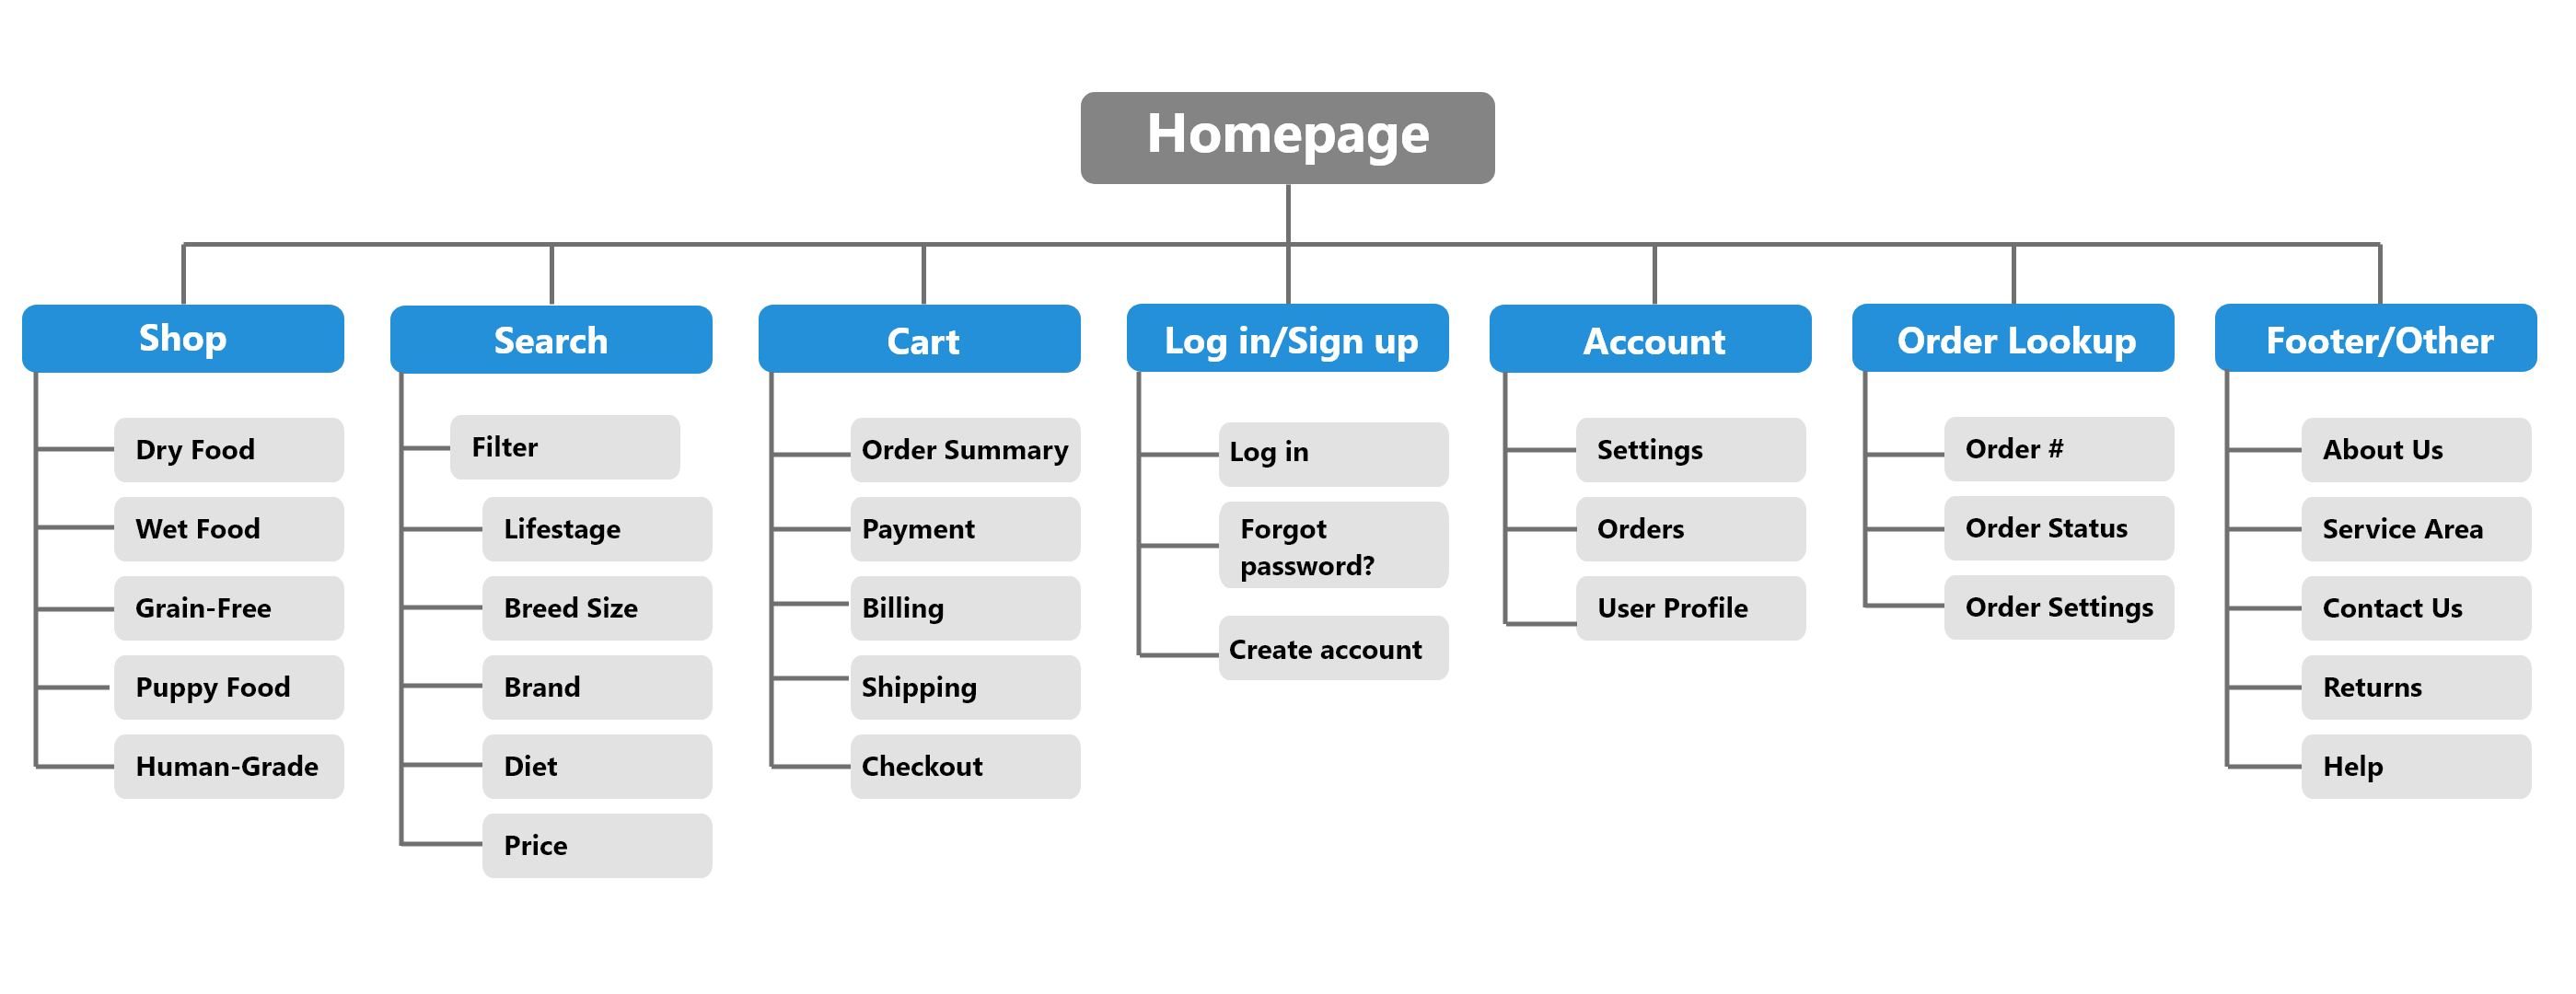 Homepage
Shop
Dry Food
Wet Food
Grain-Free
Puppy Food
Human-Grade
Search
Filter
Lifestage
Breed Size
Brand
Diet
Price
Cart
Order Summary
Payment
Billing
Shipping
Checkout
Log in/Sign up
Log in
Forgot
password?
Create account
Account
Settings
Orders
User Profile
Order Lookup
Order #
Order Status
Order Settings
Footer/Other
About Us
Service Area
Contact Us
Returns
Help